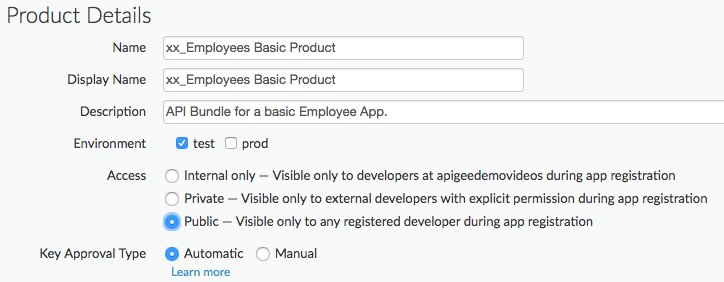 Product Details
Name xx_Employees Basic Product
Display Name xx_Employees Basic Product
Description API Bundle for a basic Employee App.
Environment test prod
Access Internal only — Visible only to developers at apigeedemovideos during app registration
Private — Visible only to external developers with explicit permission during app registration
Public — Visible only to any registered developer during app registration
Key Approval Type Automatic Manual
Learn more